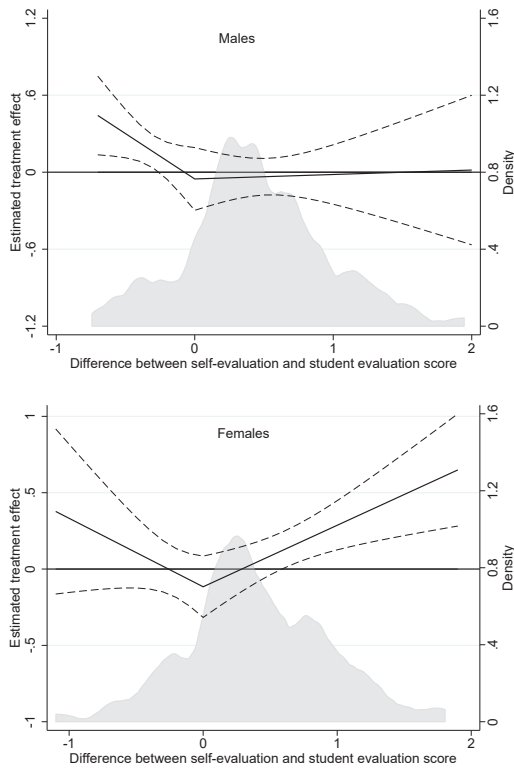 Males
Estimated treatment effect
1.2
.6
0
-.6
-1.2
Density
1.6
1.2
0.8
.4
0
-1 0 1 2
Difference between self-evaluation and student evaluation score
Females
Estimated treatment effect
1
.5
0
-.5
-1
Density
1.6
1.2
0.8
.4
0
-1 0 1 2
Difference between self-evaluation and student evaluation score